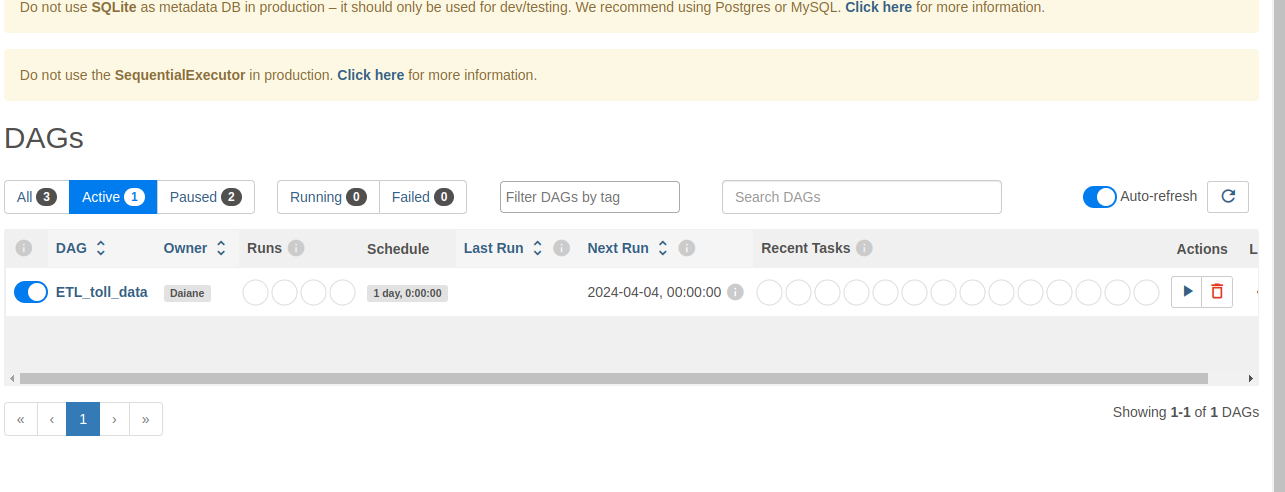 Do not use SQLite as metadata DB in production – it should only be used for dev/testing. We recommend using Postgres or MySQL. Click here for more information.
Do not use the SequentialExecutor in production. Click here for more information.
DAGs
All 3 Active 1 Paused 2 Running 0 Failed 0 Filter DAGs by tag Search DAGs Auto-refresh
DAG Owner Runs Schedule Last Run Next Run Recent Tasks Actions L
ETL_toll_data Daiane 1 day, 0:00:00 2024-04-04, 00:00:00
« ‹ 1 › » Showing 1-1 of 1 DAGs